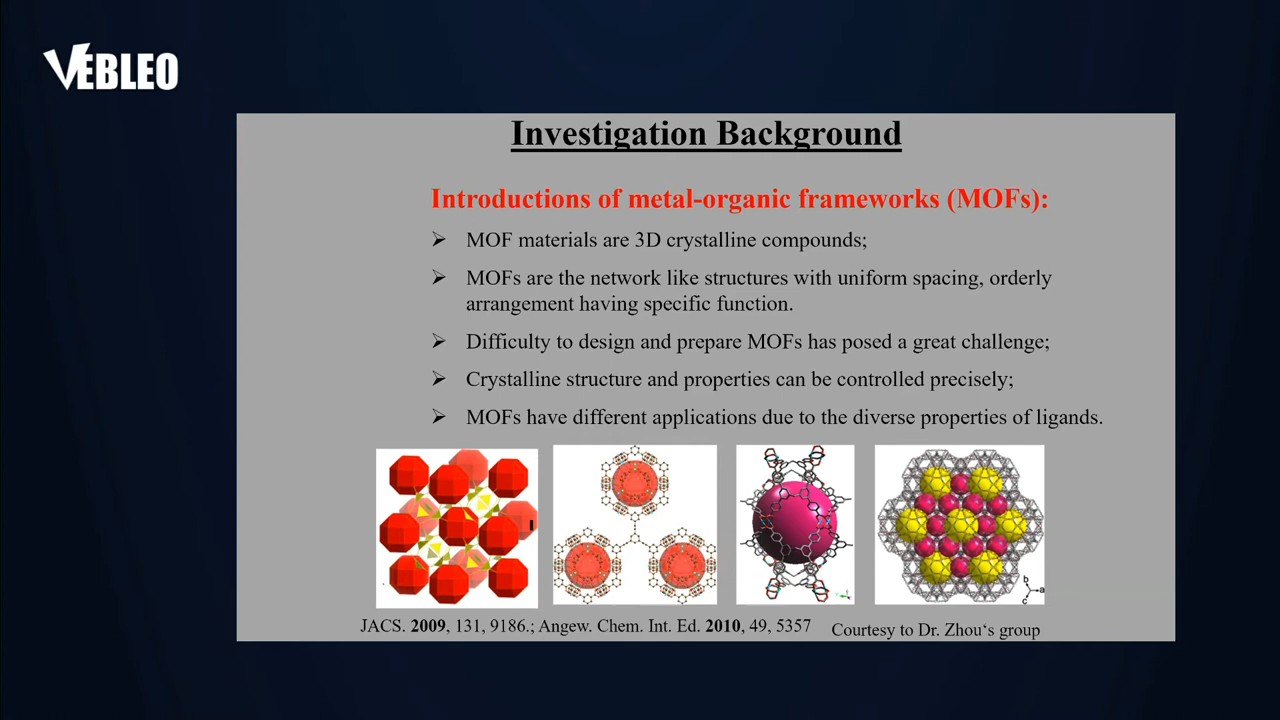 VEBLEO
Investigation Background
Introductions of metal-organic frameworks (MOFs):
➢ MOF materials are 3D crystalline compounds;
➢ MOFs are the network like structures with uniform spacing, orderly
arrangement having specific function.
➢ Difficulty to design and prepare MOFs has posed a great challenge;
➢ Crystalline structure and properties can be controlled precisely;
➢ MOFs have different applications due to the diverse properties of ligands.
b
a
c
JACS. 2009, 131, 9186.; Angew. Chem. Int. Ed. 2010, 49, 5357
Courtesy to Dr. Zhou‘s group